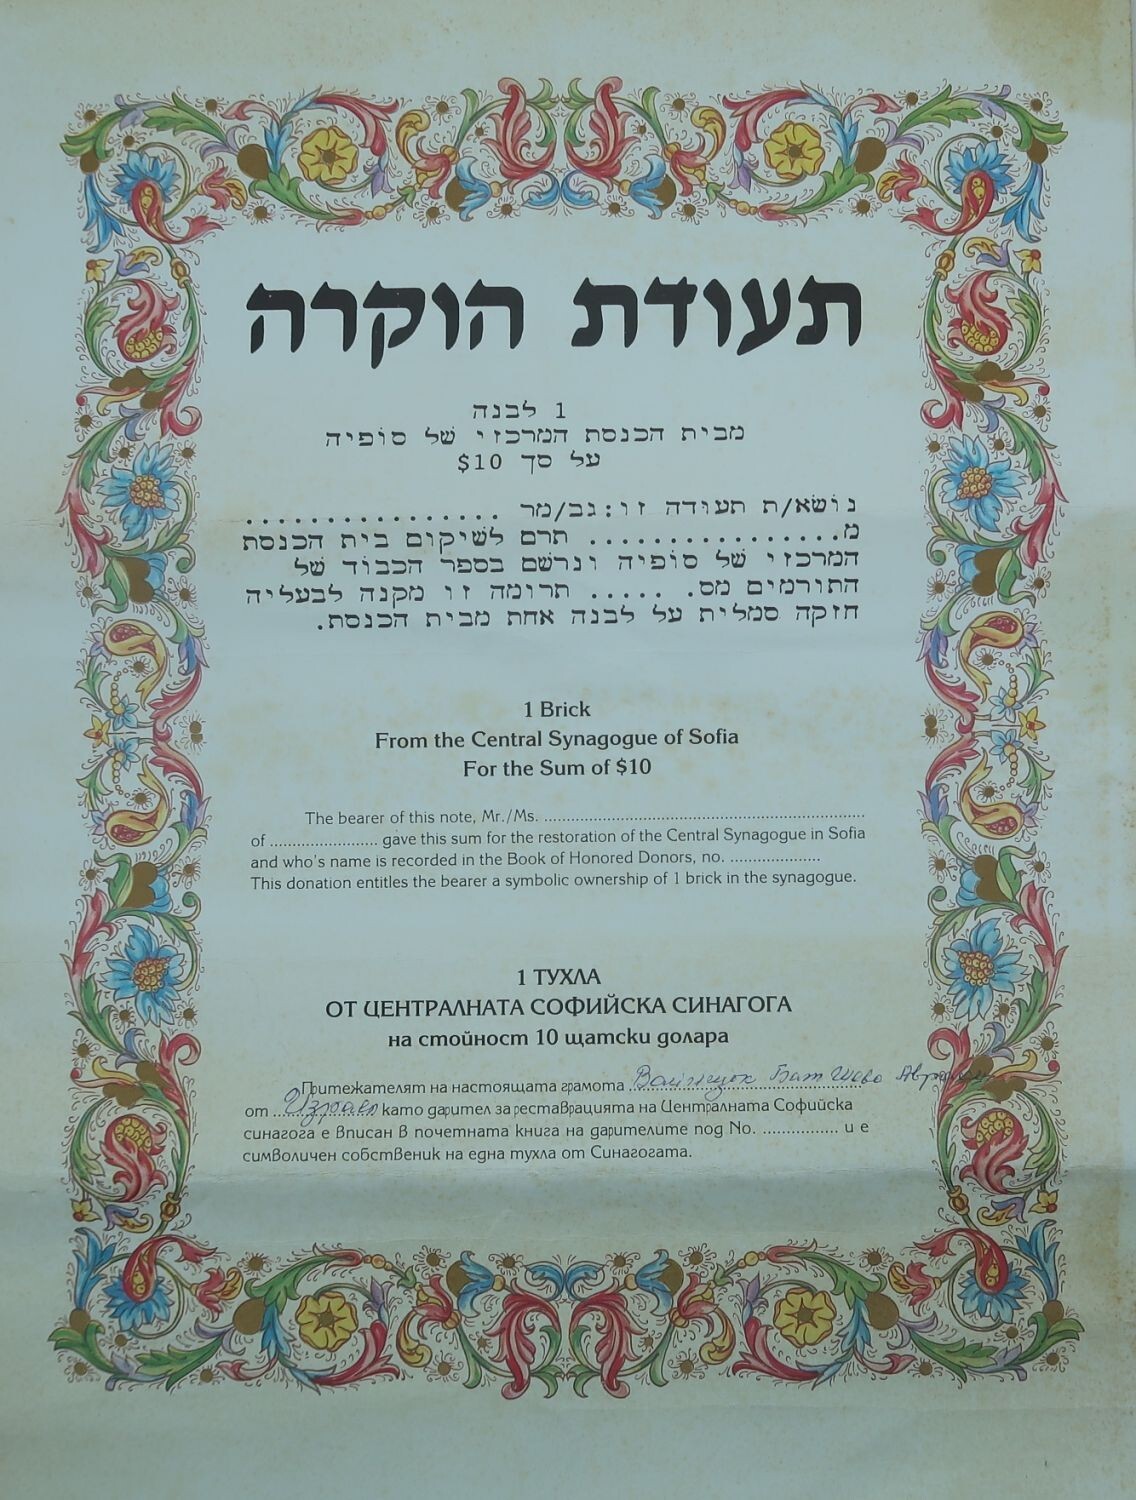 תעודת הוקרה
1 לבנה
מבית הכנסת המרכזי של סופיה
על סך 10$
נושא/ת תעודה זו:גב/מר ................
מ................ תרם לשיקום בית הכנסת
המרכזי של סופיה ונרשם בספר הכבוד של
התורמים מס. ..... תרומה זו מקנה לבעליה
חזקה סמלית על לבנה אחת מבית הכנסת.
1 Brick
From the Central Synagogue of Sofia
For the Sum of $10
The bearer of this note, Mr./Ms. ....................................................................
of ....................... gave this sum for the restoration of the Central Synagogue in Sofia
and who's name is recorded in the Book of Honored Donors, no. ...................
This donation entitles the bearer a symbolic ownership of 1 brick in the synagogue.
1 ТУХЛА
ОТ ЦЕНТРАЛНАТА СОФИЙСКА СИНАГОГА
на стойност 10 щатски долара
Притежателят на настоящата грамота
от Израел като дарител за реставрацията на Централната Софийска
синагога е вписан в почетната книга на дарителите под No. ................ и е
символичен собственик на една тухла от Синагогата.